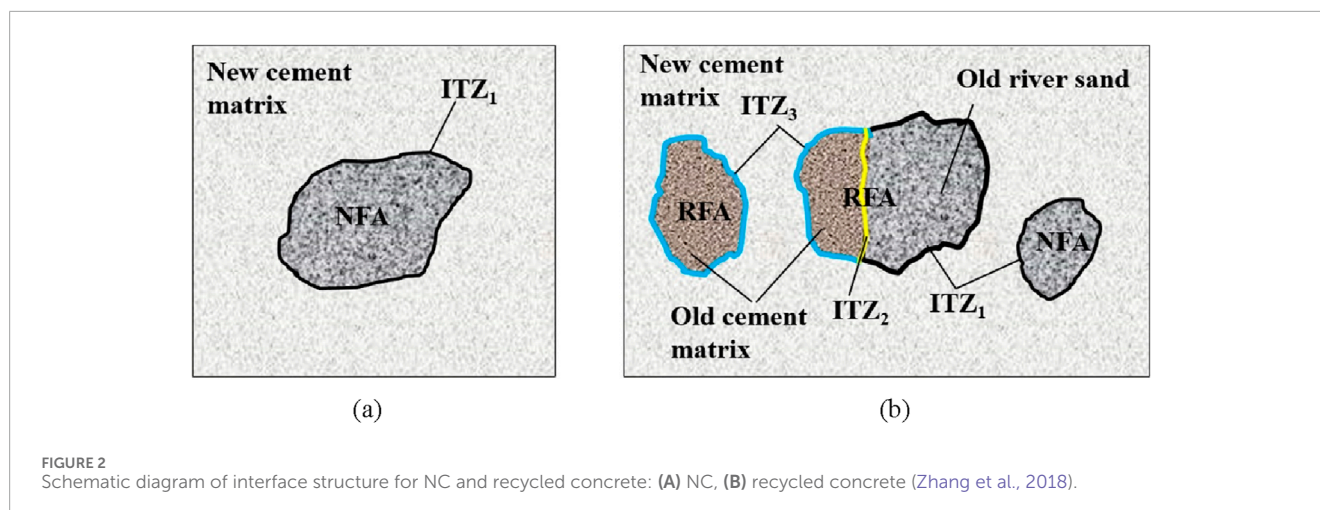 New cement
matrix
ITZ₁
NFA
(a)
New cement
matrix
ITZ₃
Old river sand
RFA
RFA
NFA
Old cement
matrix
ITZ₂
ITZ₁
(b)
FIGURE 2
Schematic diagram of interface structure for NC and recycled concrete: (A) NC, (B) recycled concrete (Zhang et al., 2018).